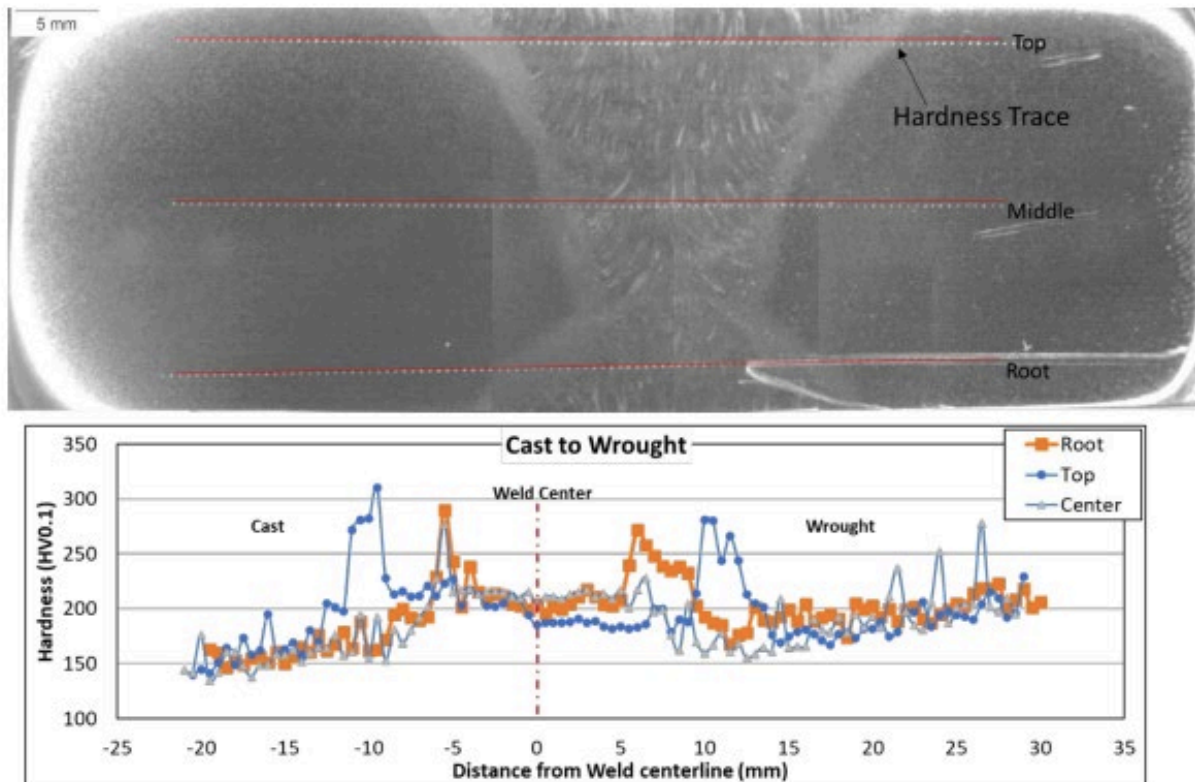 5 mm
Top
Hardness Trace
Middle
Root
Cast to Wrought
Weld Center
Cast
Wrought
Root
Top
Center
Hardness (HV0.1)
350
300
250
200
150
100
-25 -20 -15 -10 -5 0 5 10 15 20 25 30 35
Distance from Weld centerline (mm)